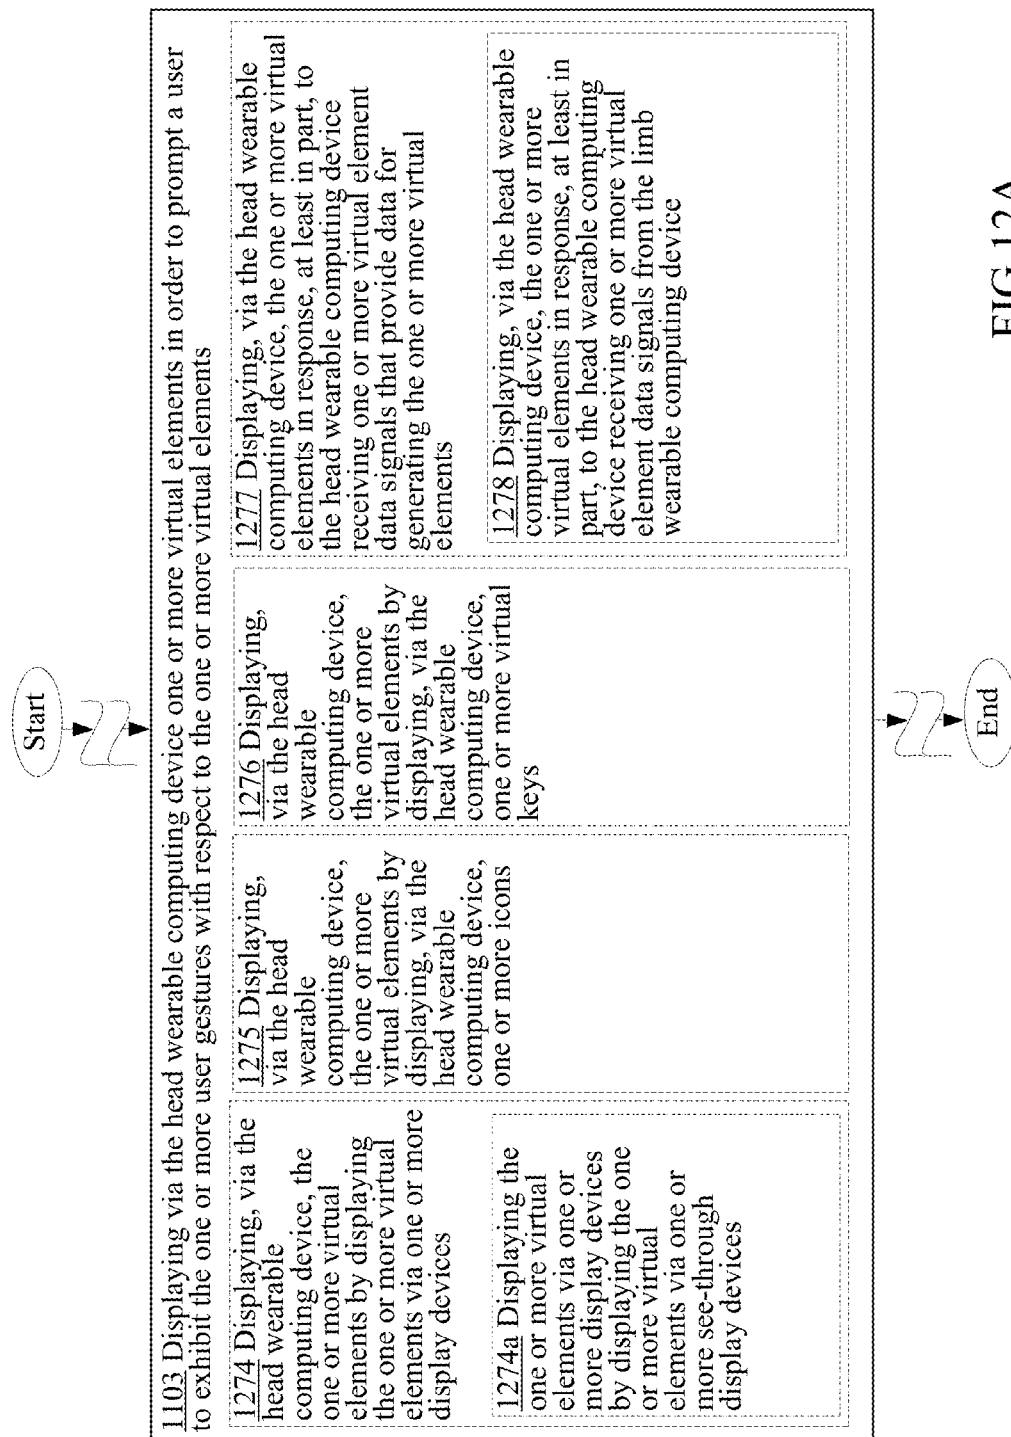 Start
1103 Displaying via the head wearable computing device one or more virtual elements in order to prompt a user
to exhibit the one or more user gestures with respect to the one or more virtual elements
1274 Displaying, via the
head wearable
computing device, the
one or more virtual
elements by displaying
the one or more virtual
elements via one or more
display devices
1274a Displaying the
one or more virtual
elements via one or
more display devices
by displaying the one
or more virtual
elements via one or
more see-through
display devices
1275 Displaying,
via the head
wearable
computing device,
the one or more
virtual elements by
displaying, via the
head wearable
computing device,
one or more icons
1276 Displaying,
via the head
wearable
computing device,
the one or more
virtual elements by
displaying, via the
head wearable
computing device,
one or more virtual
keys
1277 Displaying, via the head wearable
computing device, the one or more virtual
elements in response, at least in part, to
the head wearable computing device
receiving one or more virtual element
data signals that provide data for
generating the one or more virtual
elements
1278 Displaying, via the head wearable
computing device, the one or more
virtual elements in response, at least in
part, to the head wearable computing
device receiving one or more virtual
element data signals from the limb
wearable computing device
End
FIG 12A